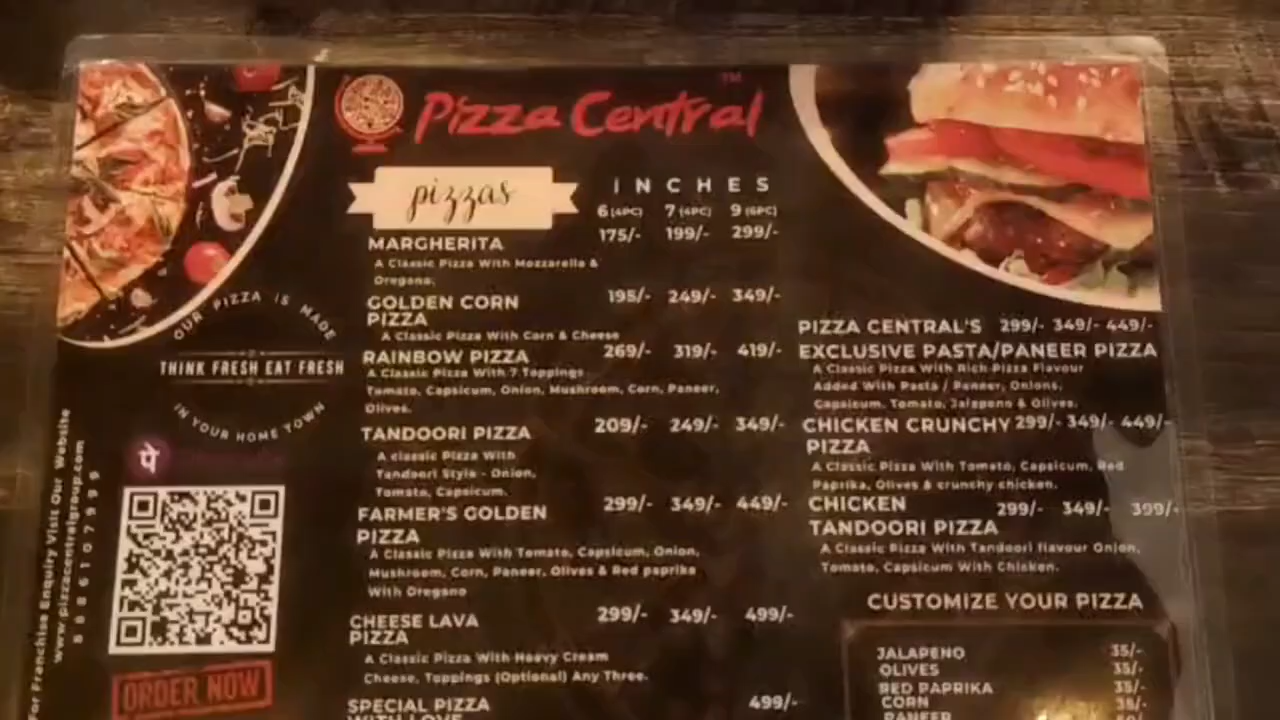 Pizza Central TM
pizzas
INCHES
6 (4PC) 7 (4PC) 9 (6PC)
MARGHERITA 175/- 199/- 299/-
A Classic Pizza With Mozzarella &
Oregano.
GOLDEN CORN 195/- 249/- 349/-
PIZZA
A Classic Pizza With Corn & Cheese
RAINBOW PIZZA 269/- 319/- 419/-
A Classic Pizza With 7 Toppings
Tomato, Capsicum, Onion, Mushroom, Corn, Paneer,
Olives.
TANDOORI PIZZA 209/- 249/- 349/-
A classic Pizza With
Tandoori Style - Onion,
Tomato, Capsicum.
FARMER'S GOLDEN 299/- 349/- 449/-
PIZZA
A Classic Pizza With Tomato, Capsicum, Onion,
Mushroom, Corn, Paneer, Olives & Red paprika
With Oregano
CHEESE LAVA 299/- 349/- 499/-
PIZZA
A Classic Pizza With Heavy Cream
Cheese, Toppings (Optional) Any Three.
SPECIAL PIZZA 499/-
WITH LOVE
PIZZA CENTRAL'S 299/- 349/- 449/-
EXCLUSIVE PASTA/PANEER PIZZA
A Classic Pizza With Rich Pizza Flavour
Added With Pasta / Paneer, Onions,
Capsicum, Tomato, Jalapeno & Olives.
CHICKEN CRUNCHY 299/- 349/- 449/-
PIZZA
A Classic Pizza With Tomato, Capsicum, Red
Paprika, Olives & crunchy chicken.
CHICKEN 299/- 349/- 399/-
TANDOORI PIZZA
A Classic Pizza With Tandoori flavour Onion,
Tomato, Capsicum With Chicken.
CUSTOMIZE YOUR PIZZA
JALAPENO 35/-
OLIVES 35/-
RED PAPRIKA 35/-
CORN 35/-
PANEER
OUR PIZZA IS MADE
THINK FRESH EAT FRESH
IN YOUR HOME TOWN
पे
ORDER NOW
For Franchise Enquiry Visit Our Website
www.pizzacentralgroup.com